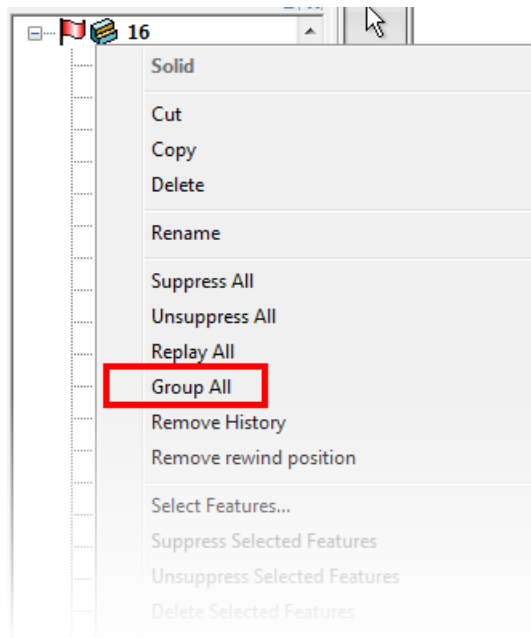 16
Solid
Cut
Copy
Delete
Rename
Suppress All
Unsuppress All
Replay All
Group All
Remove History
Remove rewind position
Select Features...
Suppress Selected Features
Unsuppress Selected Features
Delete Selected Features